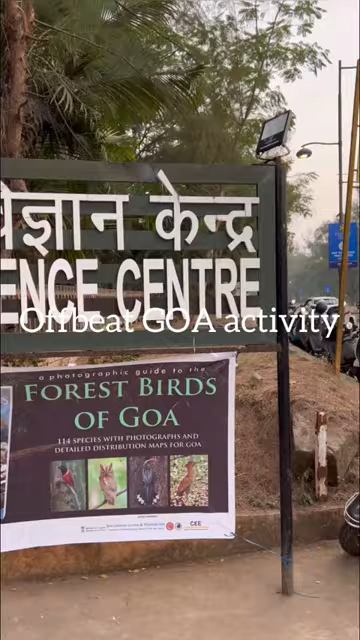 विज्ञान केन्द्र
ENCE CENTRE
Offbeat GOA activity
a photographic guide to the
FOREST BIRDS
OF GOA
114 SPECIES WITH PHOTOGRAPHS AND
DETAILED DISTRIBUTION MAPS FOR GOA
CEE